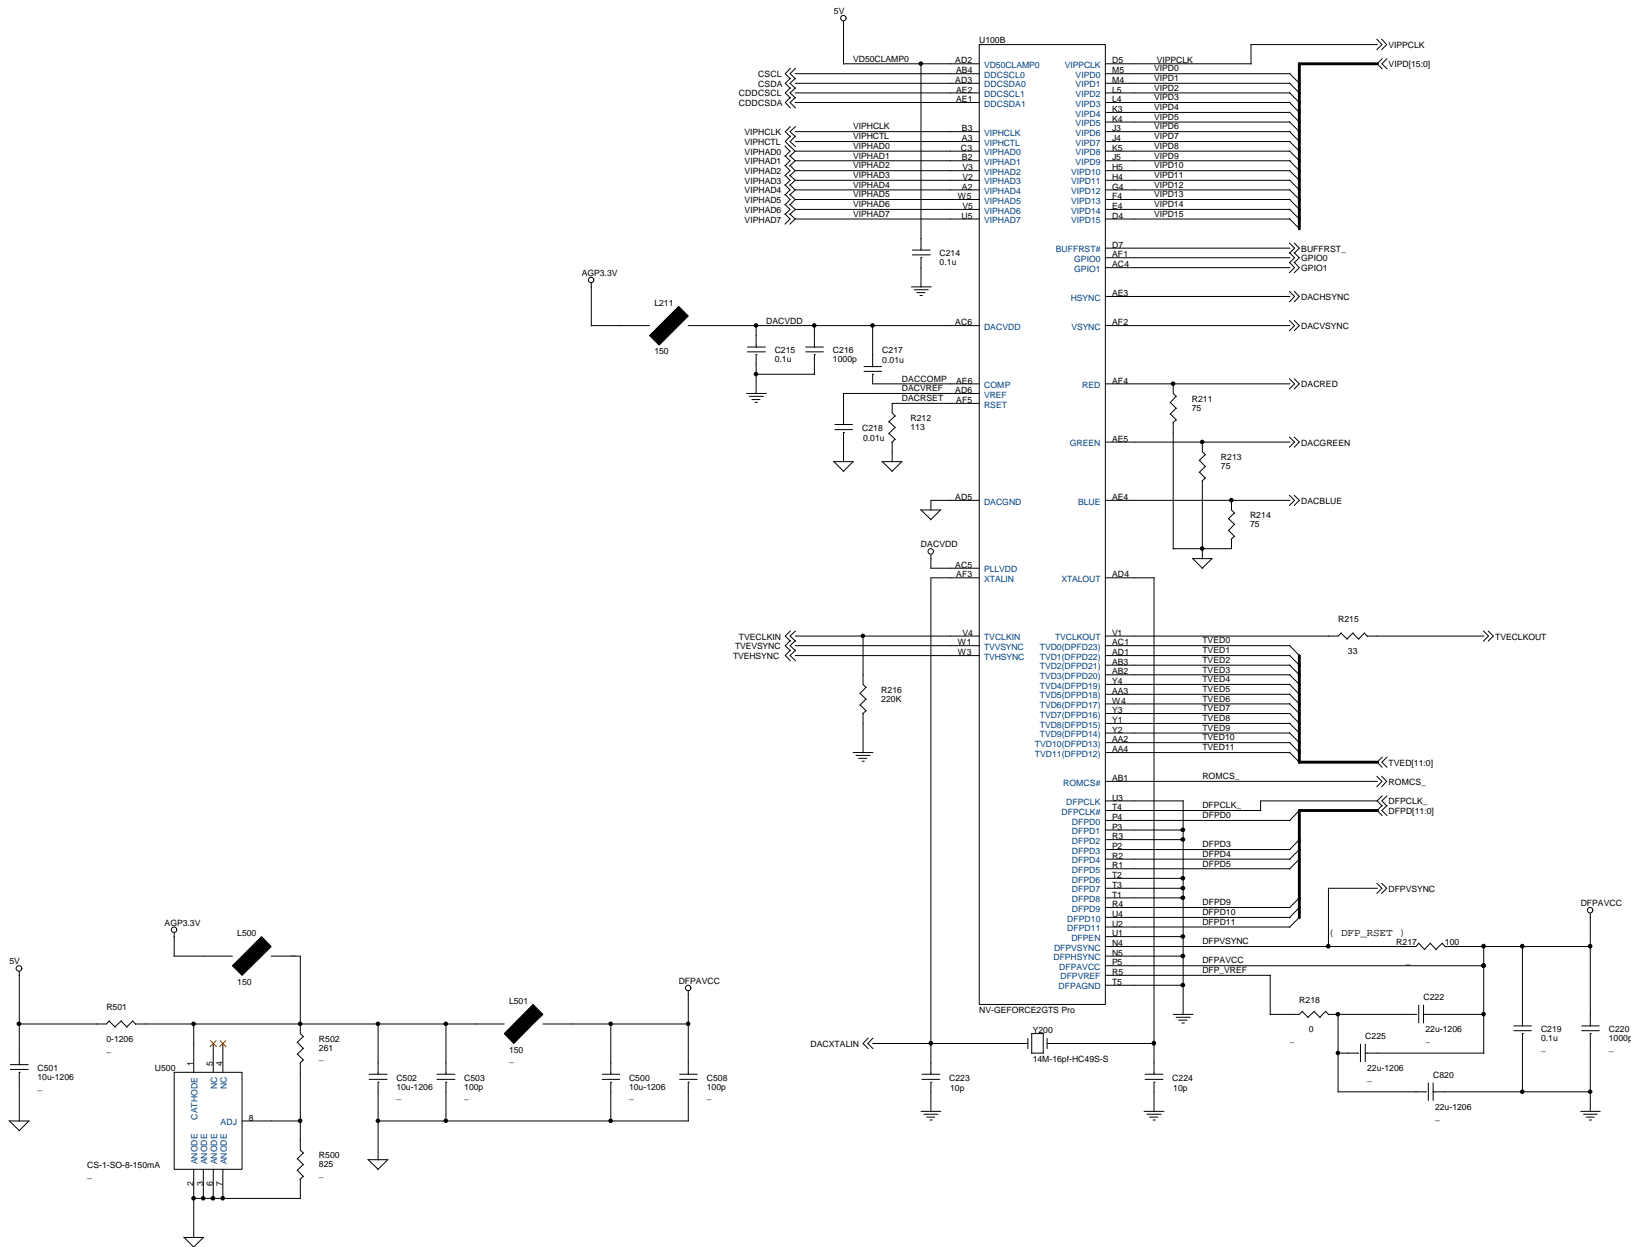 5V
U100B
VD50CLAMP0 AD2 VD50CLAMP0
CSCL AB4 DDCSCL0
CSDA AD3 DDCSDA0
CDDCSCL AE2 DDCSCL1
CDDCSDA AE1 DDCSDA1
VIPHCLK VIPHCLK B3 VIPHCLK
VIPHCTL VIPHCTL A3 VIPHCTL
VIPHAD0 VIPHAD0 C3 VIPHAD0
VIPHAD1 VIPHAD1 B2 VIPHAD1
VIPHAD2 VIPHAD2 V3 VIPHAD2
VIPHAD3 VIPHAD3 V2 VIPHAD3
VIPHAD4 VIPHAD4 A2 VIPHAD4
VIPHAD5 VIPHAD5 W5 VIPHAD5
VIPHAD6 VIPHAD6 V5 VIPHAD6
VIPHAD7 VIPHAD7 U5 VIPHAD7
VIPPCLK D5 VIPPCLK VIPPCLK
VIPD[15:0]
VIPD0 M5 VIPD0
VIPD1 M4 VIPD1
VIPD2 L5 VIPD2
VIPD3 L4 VIPD3
VIPD4 K3 VIPD4
VIPD5 K4 VIPD5
VIPD6 J3 VIPD6
VIPD7 J4 VIPD7
VIPD8 K5 VIPD8
VIPD9 J5 VIPD9
VIPD10 H5 VIPD10
VIPD11 H4 VIPD11
VIPD12 G4 VIPD12
VIPD13 F4 VIPD13
VIPD14 E4 VIPD14
VIPD15 D4 VIPD15
BUFFRST# D7 BUFFRST_
GPIO0 AF1 GPIO0
GPIO1 AC4 GPIO1
C214
0.1u
HSYNC AE3 DACHSYNC
VSYNC AF2 DACVSYNC
AGP3.3V
L211
150
DACVDD AC6 DACVDD
C215
0.1u
C216
1000p
C217
0.01u
DACCOMP AE6 COMP
DACVREF AD6 VREF
DACRSET AF5 RSET
C218
0.01u
R212
113
RED AF4 DACRED
R211
75
GREEN AE5 DACGREEN
R213
75
AD5 DACGND
BLUE AE4 DACBLUE
R214
75
DACVDD
AC5 PLLVDD
AF3 XTALIN
XTALOUT AD4
TVECLKIN V4 TVCLKIN
TVEVSYNC W1 TVVSYNC
TVEHSYNC W3 TVHSYNC
R216
220K
R215
33
TVCLKOUT V1 TVECLKOUT
TVD0(DPFD23) AC1 TVED0
TVD1(DFPD22) AD1 TVED1
TVD2(DFPD21) AB3 TVED2
TVD3(DFPD20) AB2 TVED3
TVD4(DFPD19) Y4 TVED4
TVD5(DFPD18) AA3 TVED5
TVD6(DFPD17) W4 TVED6
TVD7(DFPD16) Y3 TVED7
TVD8(DFPD15) Y1 TVED8
TVD9(DFPD14) Y2 TVED9
TVD10(DFPD13) AA2 TVED10
TVD11(DFPD12) AA4 TVED11
TVED[11:0]
ROMCS# AB1 ROMCS_ ROMCS_
DFPCLK U3
DFPCLK_
DFPCLK# T4 DFPCLK_
DFPD[11:0]
DFPD0 P4 DFPD0
DFPD1 P3
DFPD2 R3
DFPD3 P2 DFPD3
DFPD4 R2 DFPD4
DFPD5 R1 DFPD5
DFPD6 T2
DFPD7 T3
DFPD8 T1
DFPD9 R4 DFPD9
DFPD10 U4 DFPD10
DFPD11 U2 DFPD11
DFPEN U1
DFPVSYNC N4 DFPVSYNC
DFPHSYNC N5
DFPAVCC P5 DFPAVCC
DFPVREF R5 DFP_VREF
DFPAGND T5
DFPVSYNC
( DFP_RSET )
R217 100
_
DFPAVCC
NV-GEFORCE2GTS Pro
R218
0
_
C222
22u-1206
_
C225
22u-1206
_
C820
22u-1206
_
C219
0.1u
_
C220
1000p
_
DACXTALIN
Y200
14M-16pf-HC49S-S
C223
10p
C224
10p
AGP3.3V
L500
150
5V
R501
0-1206
_
C501
10u-1206
_
U500
1 5 4
CATHODE NC NC
ADJ 8
ANODE ANODE ANODE ANODE
2 3 6 7
CS-1-SO-8-150mA
_
R502
261
_
R500
825
_
L501
150
_
DFPAVCC
C502
10u-1206
_
C503
100p
_
C500
10u-1206
_
C508
100p
_